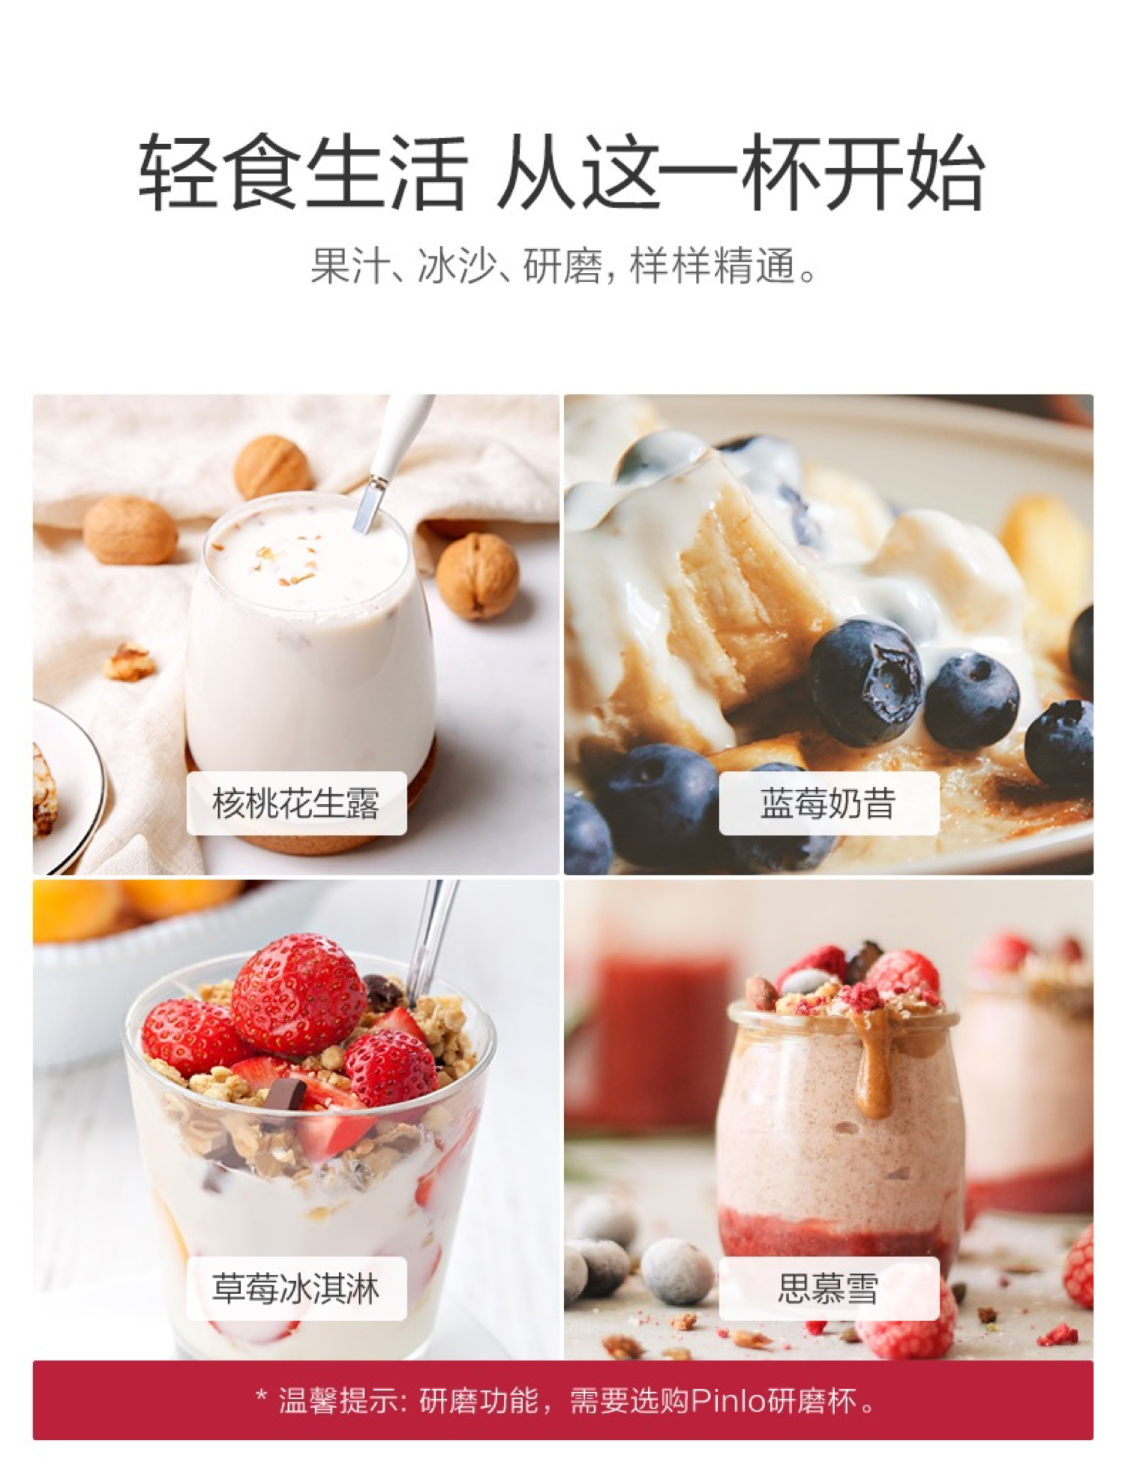 轻食生活 从这一杯开始
果汁、冰沙、研磨, 样样精通。
核桃花生露
蓝莓奶昔
草莓冰淇淋
思慕雪
* 温馨提示: 研磨功能，需要选购Pinlo研磨杯。